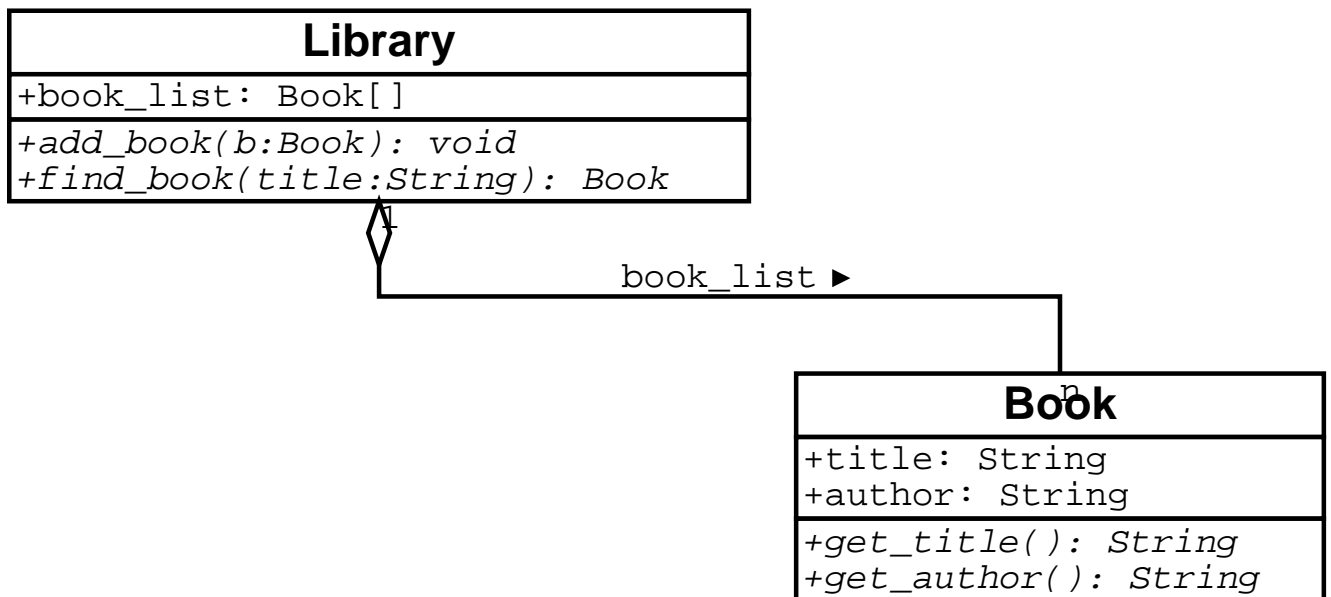 Library
+book_list: Book[]
+add_book(b:Book): void
+find_book(title:String): Book
1
book_list ►
n
Book
+title: String
+author: String
+get_title(): String
+get_author(): String